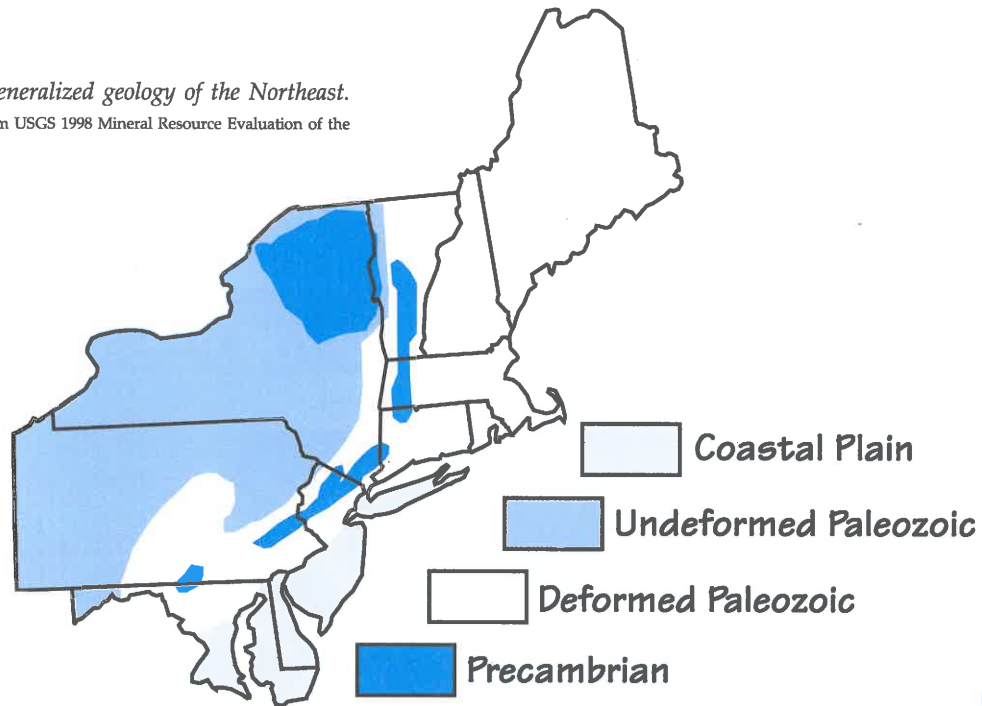 eneralized geology of the Northeast.
m USGS 1998 Mineral Resource Evaluation of the
Coastal Plain
Undeformed Paleozoic
Deformed Paleozoic
Precambrian